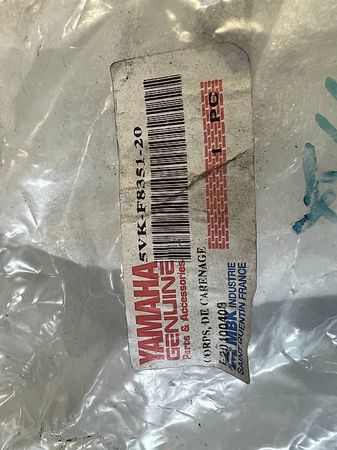 YAMAHA
GENUINE
Parts & Accessories
5VK-F8351-20
1 PC
CORPS, DE CARENAGE
MBK INDUSTRIE
SAINT QUENTIN FRANCE